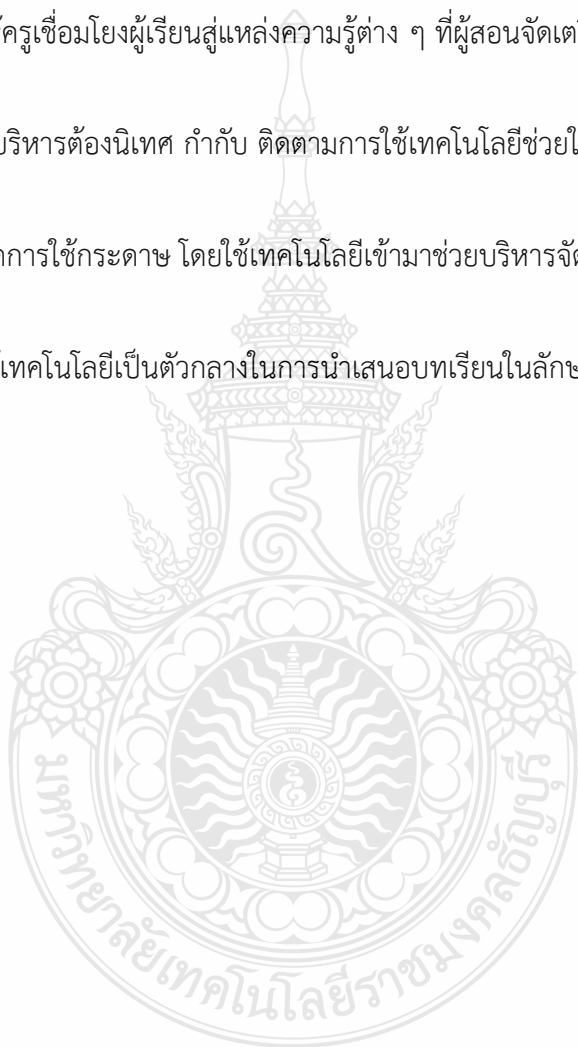 ครูเชื่อมโยงผู้เรียนสู่แหล่งความรู้ต่าง ๆ ที่ผู้สอนจัดเต
บริหารต้องนิเทศ กำกับ ติดตามการใช้เทคโนโลยีช่วยใ
การใช้กระดาษ โดยใช้เทคโนโลยีเข้ามาช่วยบริหารจัด
เทคโนโลยีเป็นตัวกลางในการนำเสนอบทเรียนในลักษ
มหาวิทยาลัยเทคโนโลยีราชมงคลธัญบุรี